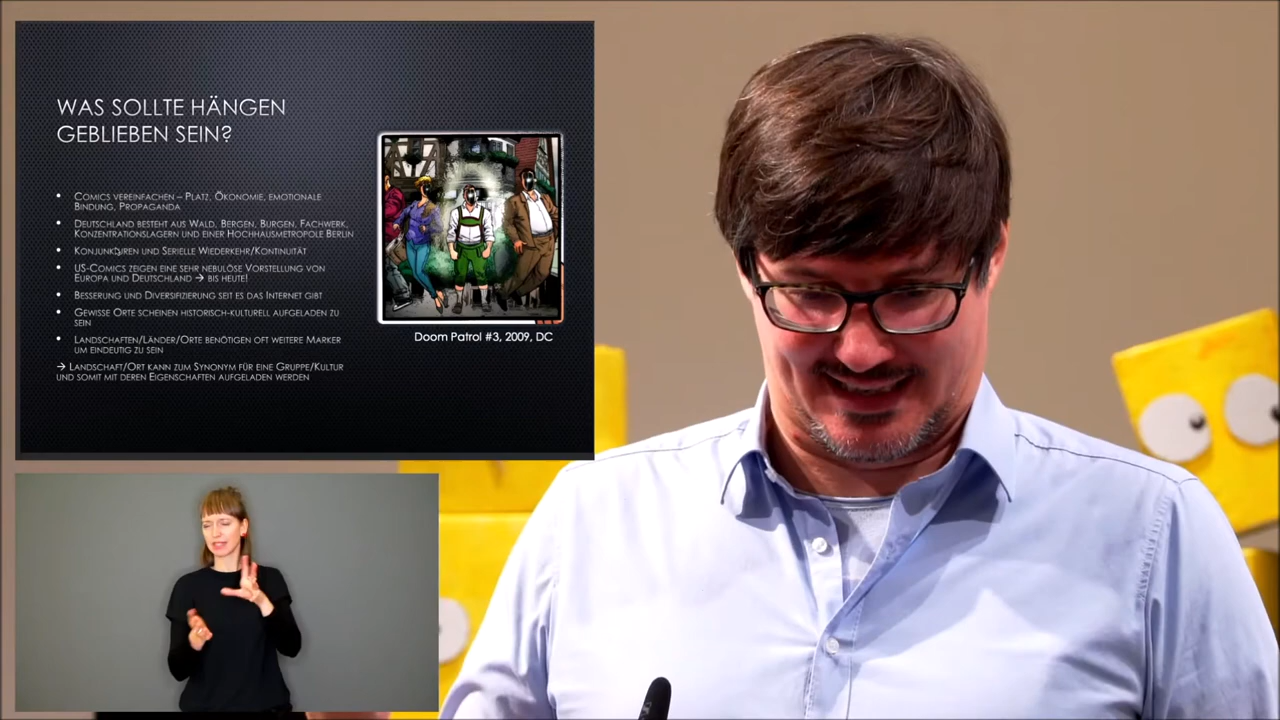 WAS SOLLTE HÄNGEN
GEBLIEBEN SEIN?
• COMICS VEREINFACHEN – PLATZ, ÖKONOMIE, EMOTIONALE
BINDUNG, PROPAGANDA
• DEUTSCHLAND BESTEHT AUS WALD, BERGEN, BURGEN, FACHWERK,
KONZENTRATIONSLAGERN UND EINER HOCHHAUSMETROPOLE BERLIN
• KONJUNKTUREN UND SERIELLE WIEDERKEHR/KONTINUITÄT
• US-COMICS ZEIGEN EINE SEHR NEBULÖSE VORSTELLUNG VON
EUROPA UND DEUTSCHLAND → BIS HEUTE!
• BESSERUNG UND DIVERSIFIZIERUNG SEIT ES DAS INTERNET GIBT
• GEWISSE ORTE SCHEINEN HISTORISCH-KULTURELL AUFGELADEN ZU
SEIN
• LANDSCHAFTEN/LÄNDER/ORTE BENÖTIGEN OFT WEITERE MARKER
UM EINDEUTIG ZU SEIN
→ LANDSCHAFT/ORT KANN ZUM SYNONYM FÜR EINE GRUPPE/KULTUR
UND SOMIT MIT DEREN EIGENSCHAFTEN AUFGELADEN WERDEN
Doom Patrol #3, 2009, DC